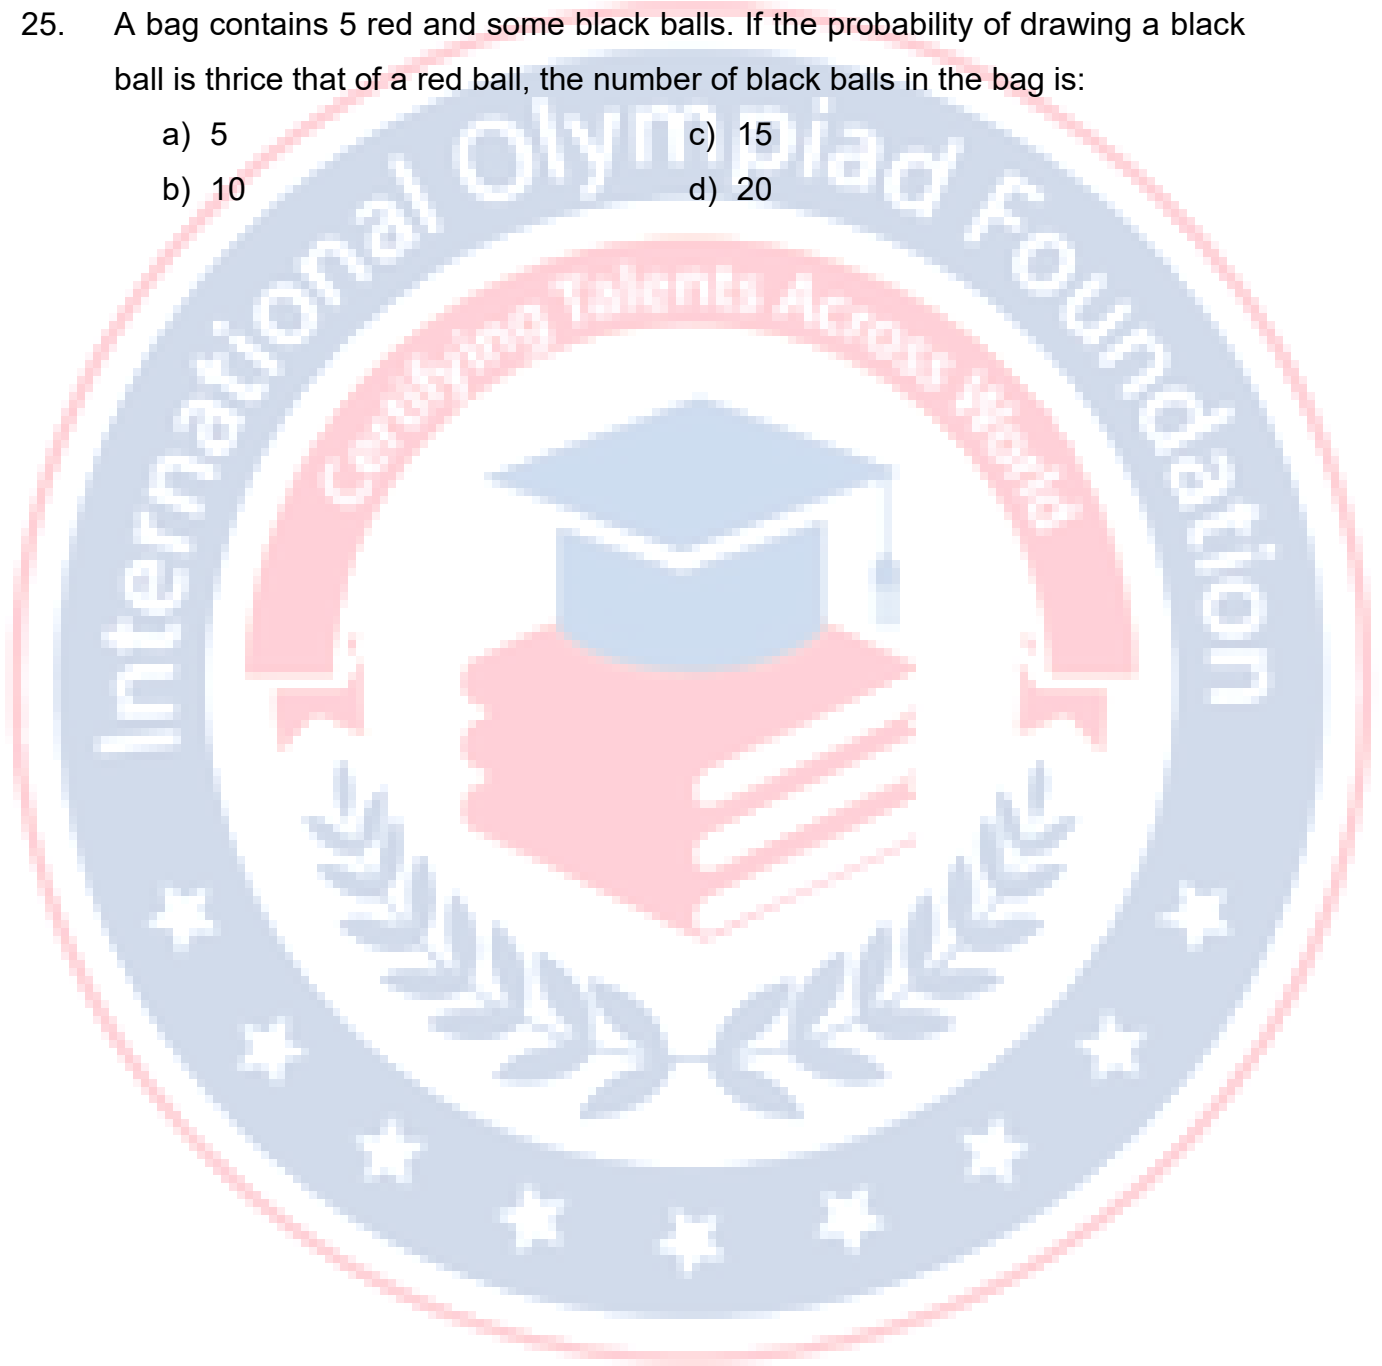 25. A bag contains 5 red and some black balls. If the probability of drawing a black
ball is thrice that of a red ball, the number of black balls in the bag is:
a) 5 c) 15
b) 10 d) 20
International Olympiad Foundation
Certifying Talents Across World